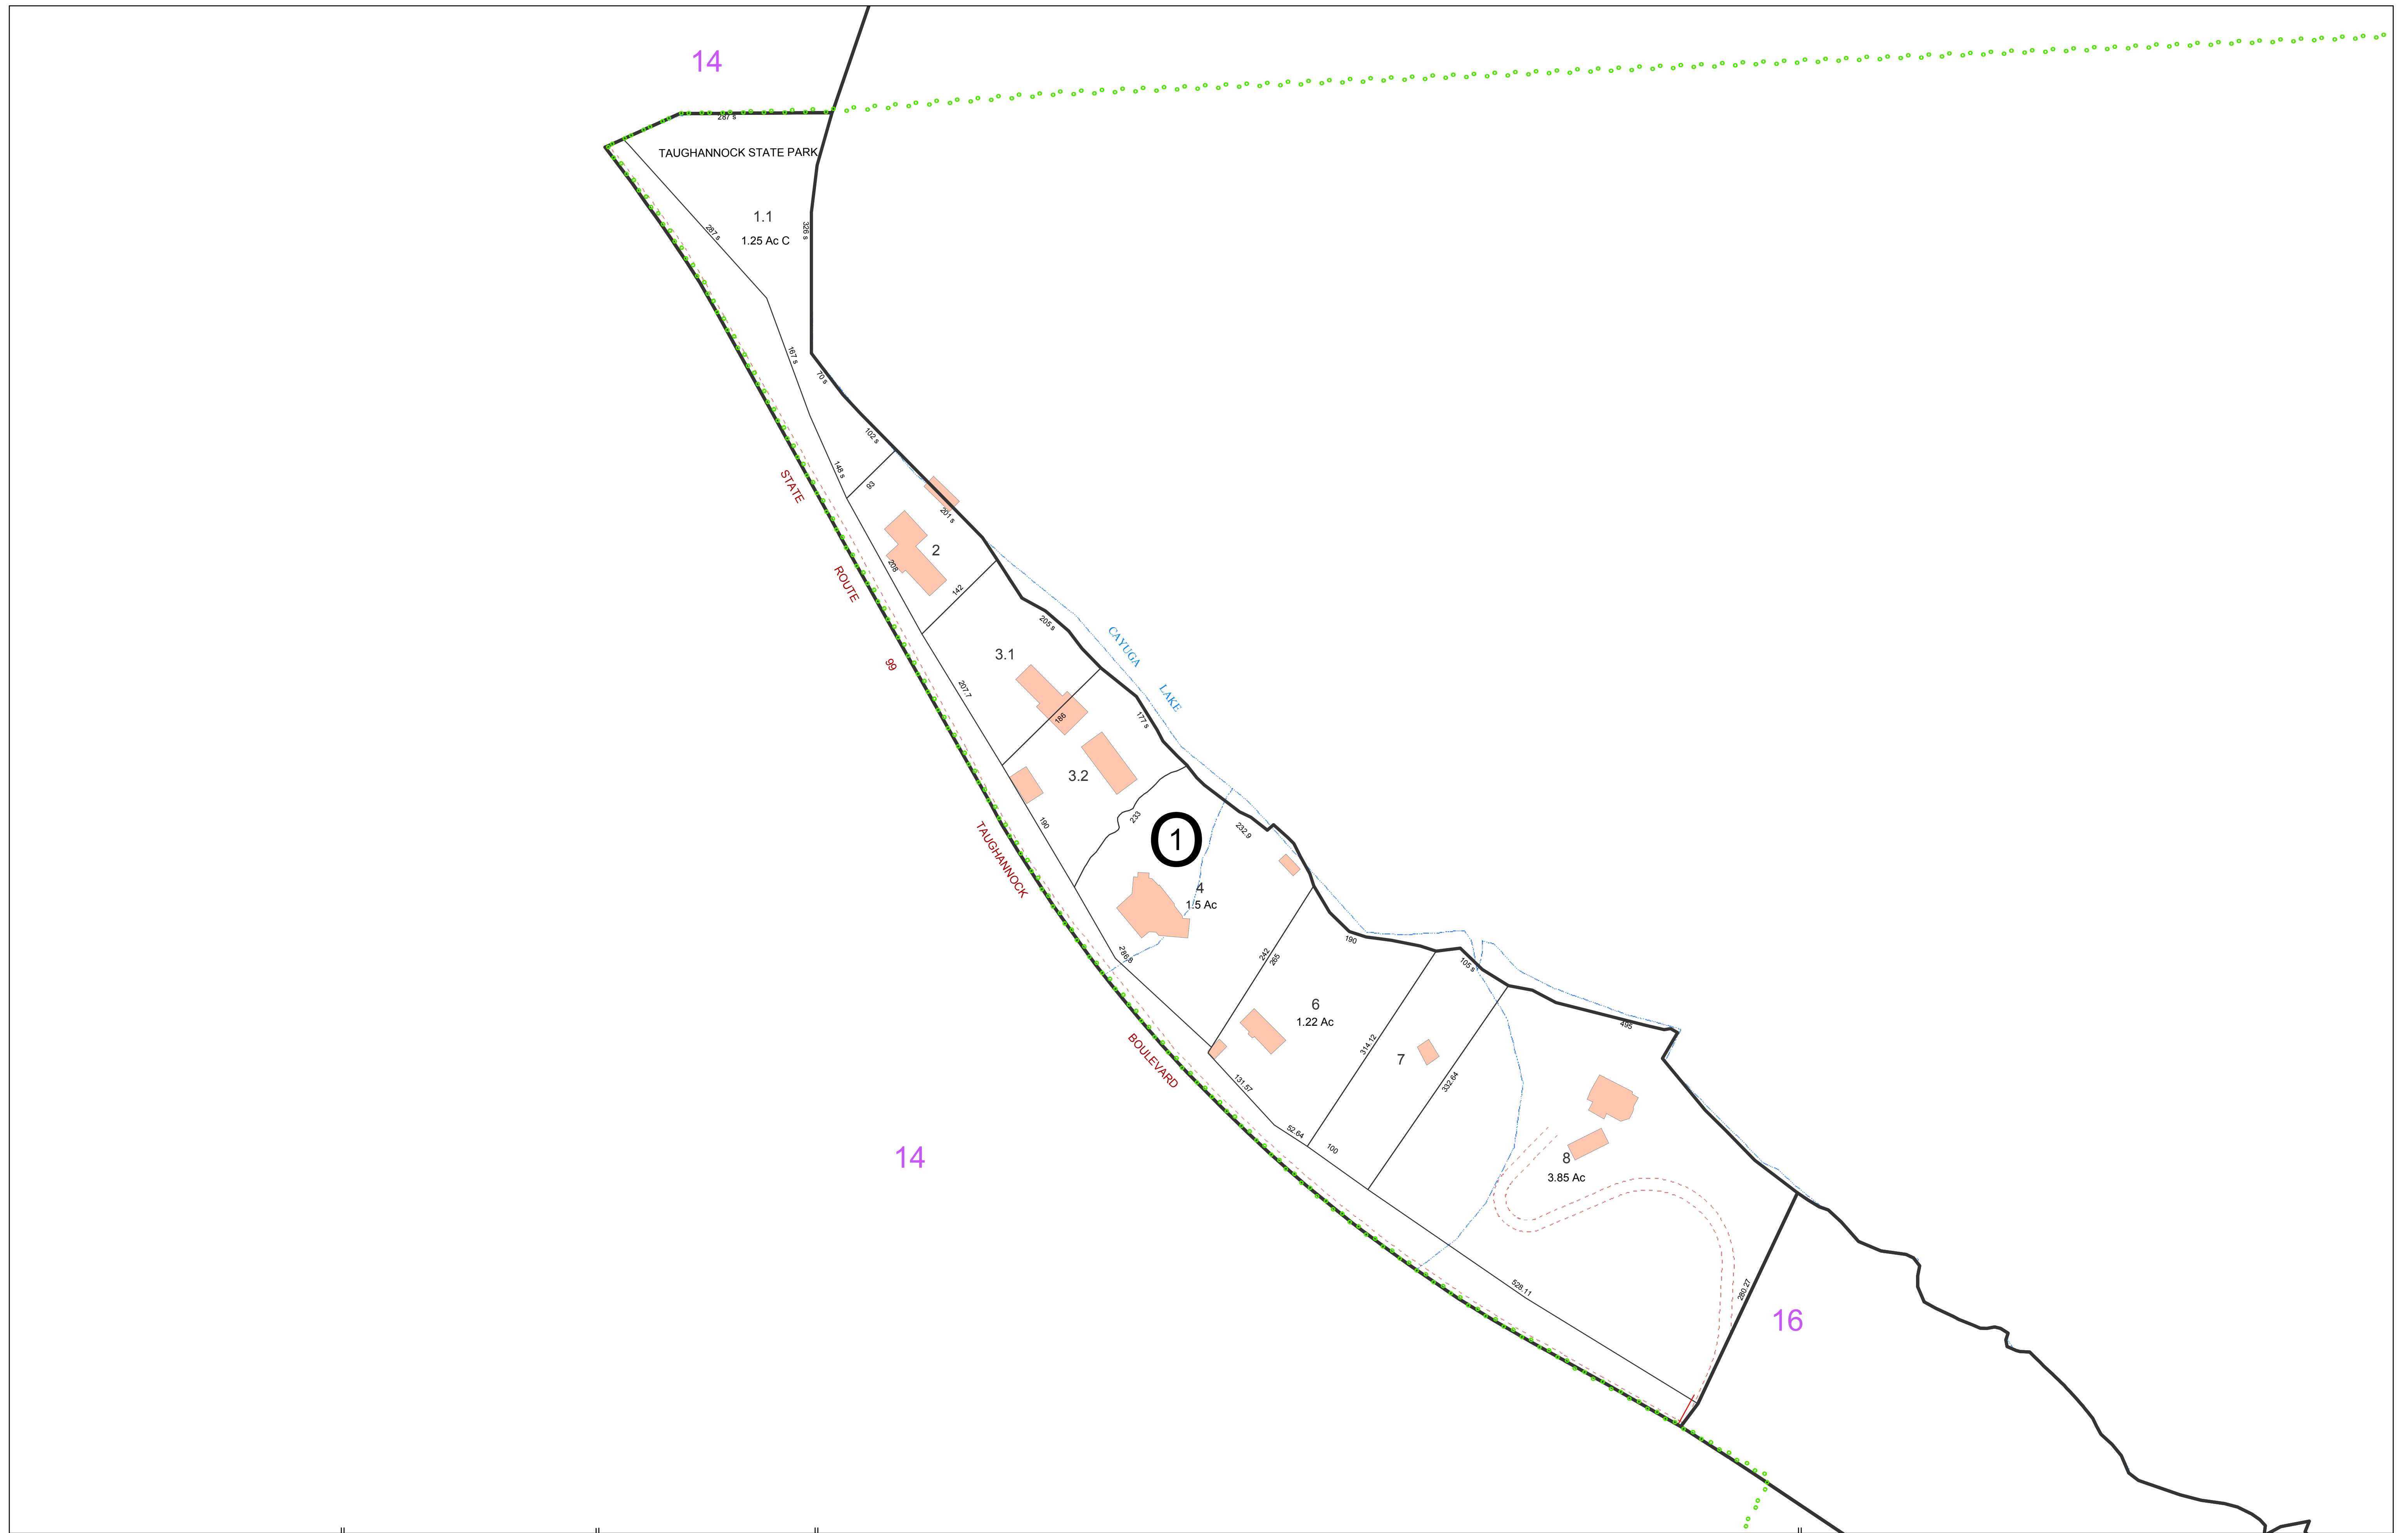 14
287 s
TAUGHANNOCK STATE PARK
1.1
1.25 Ac C
326 s
287 s
167 s
70 s
102 s
148 s
93
201 s
STATE
2
208
ROUTE
142
205 s
CAYUGA
3.1
99
LAKE
207.7
186
177 s
3.2
190
233
232.9
1
TAUGHANNOCK
4
1.5 Ac
286.8
242
265
190
105 s
6
1.22 Ac
495
314.12
7
BOULEVARD
131.57
332.64
52.64
100
14
8
3.85 Ac
528.11
280.27
16